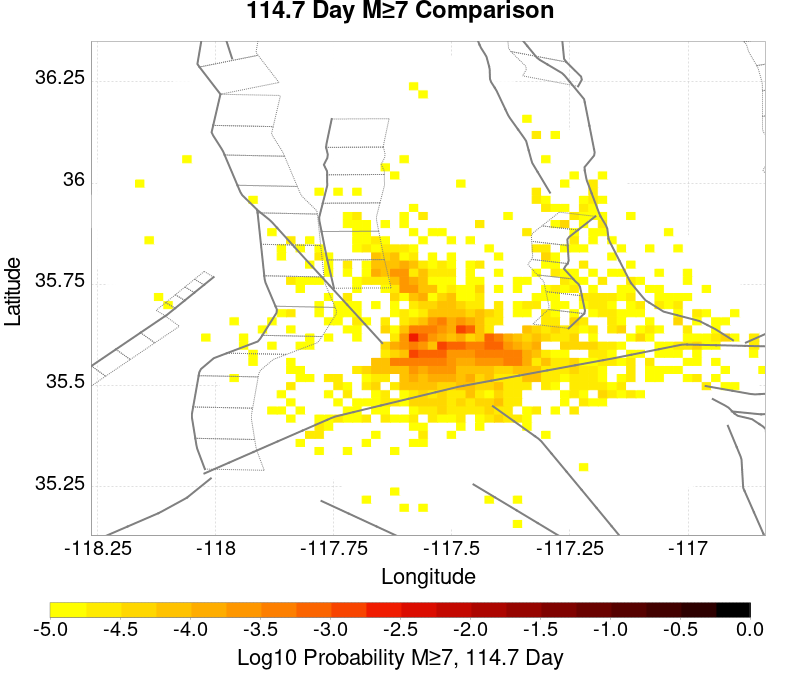 114.7 Day M≥7 Comparison
36.25
36
35.75
35.5
35.25
Latitude
-118.25 -118 -117.75 -117.5 -117.25 -117
Longitude
-5.0 -4.5 -4.0 -3.5 -3.0 -2.5 -2.0 -1.5 -1.0 -0.5 0.0
Log10 Probability M≥7, 114.7 Day